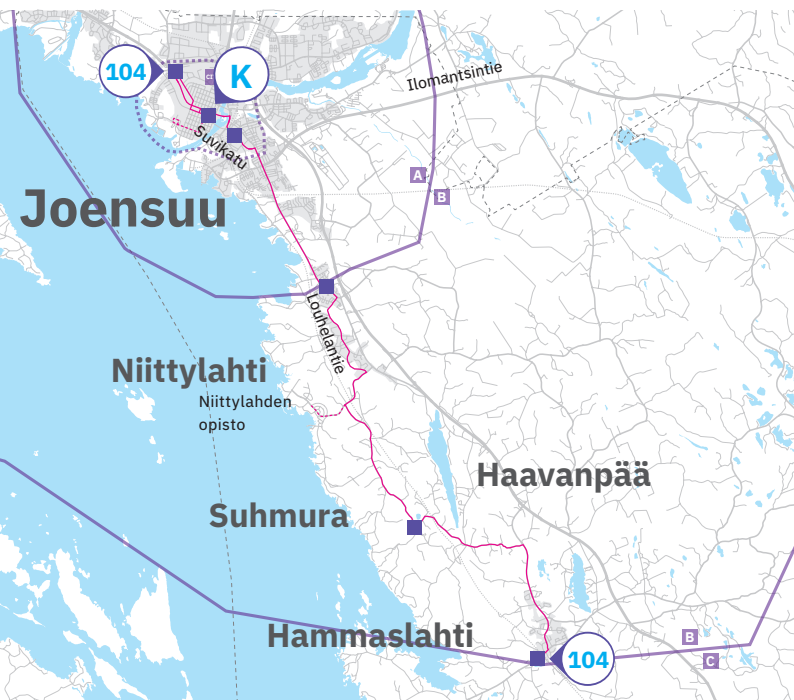 Ilomantsintie
104
K
Suvikatu
A
B
Joensuu
Louhelantie
Niittylahti
Niittylahden
opisto
Haavanpää
Suhmura
Hammaslahti
104
B
C